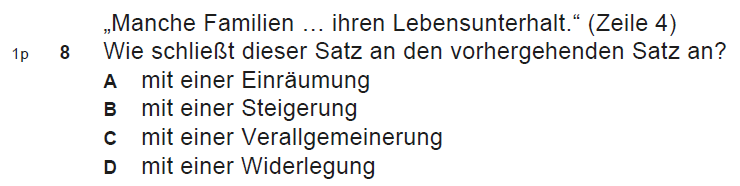 „Manche Familien … ihren Lebensunterhalt.“ (Zeile 4)
1p 8 Wie schließt dieser Satz an den vorhergehenden Satz an?
A mit einer Einräumung
B mit einer Steigerung
C mit einer Verallgemeinerung
D mit einer Widerlegung